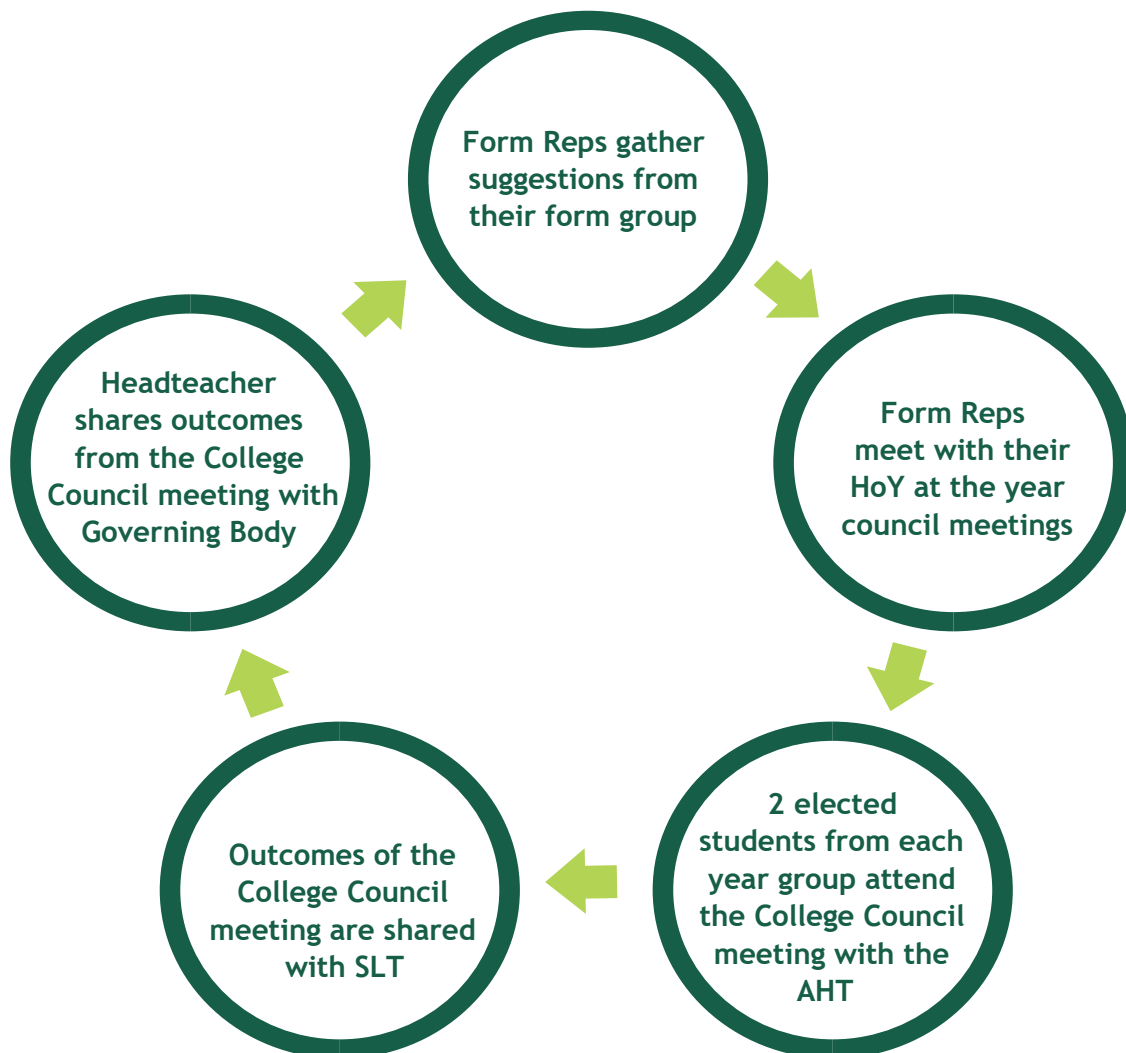 Form Reps gather
suggestions from
their form group
Form Reps
meet with their
HoY at the year
council meetings
2 elected
students from each
year group attend
the College Council
meeting with the
AHT
Outcomes of the
College Council
meeting are shared
with SLT
Headteacher
shares outcomes
from the College
Council meeting with
Governing Body